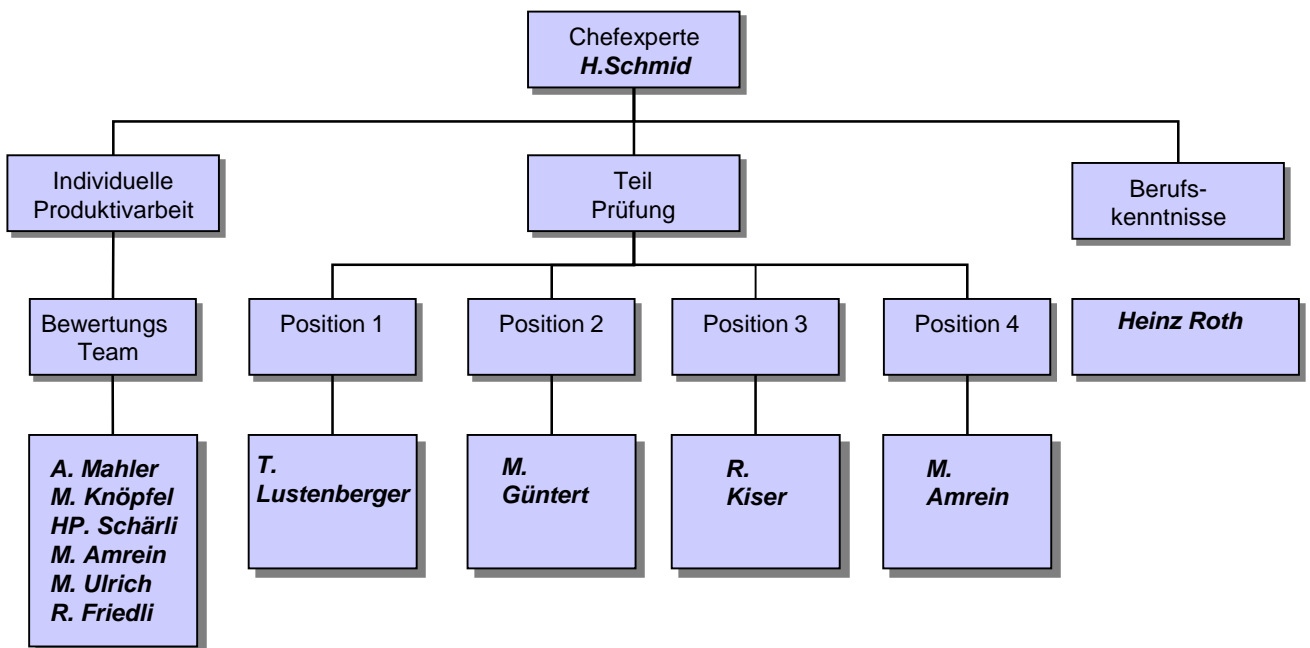 Chefexperte
H.Schmid
Individuelle
Produktivarbeit
Teil
Prüfung
Berufs-
kenntnisse
Bewertungs
Team
Position 1
Position 2
Position 3
Position 4
Heinz Roth
A. Mahler
M. Knöpfel
HP. Schärli
M. Amrein
M. Ulrich
R. Friedli
T.
Lustenberger
M.
Güntert
R.
Kiser
M.
Amrein